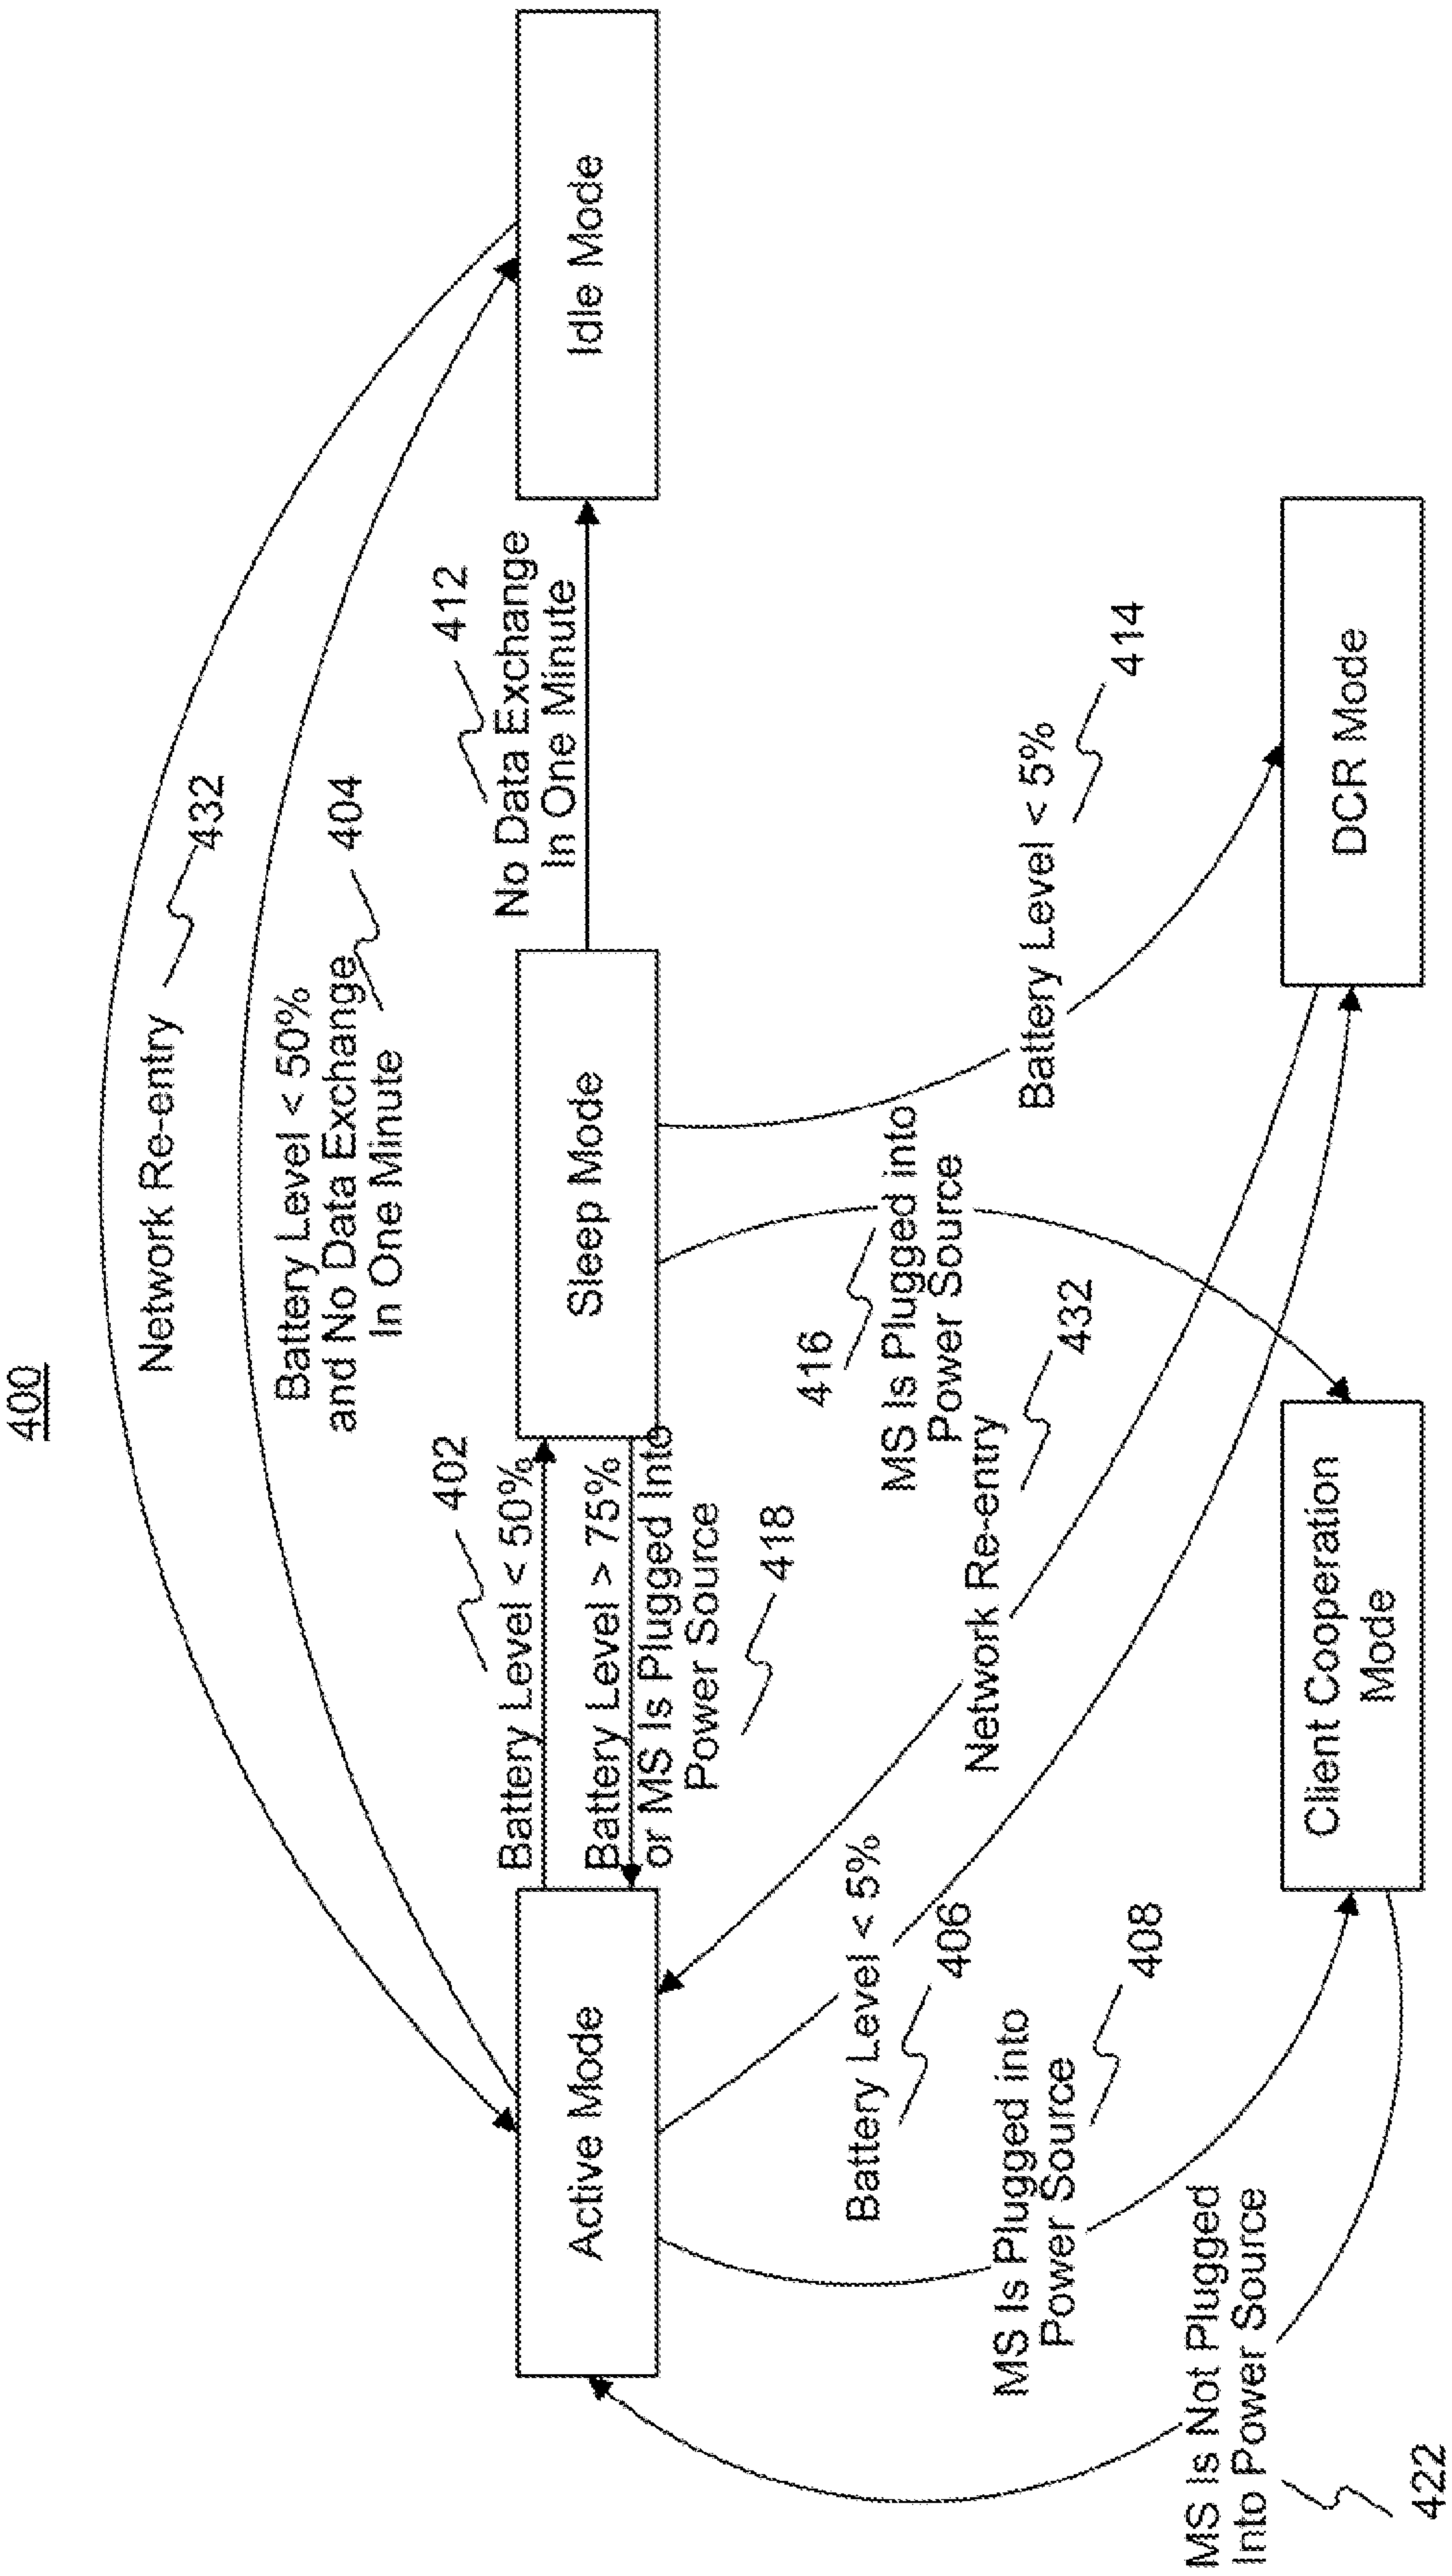 400
Network Re-entry
432
Battery Level < 50%
and No Data Exchange
In One Minute
404
402
Battery Level < 50%
Battery Level > 75%
or MS Is Plugged Into
Power Source
418
412
No Data Exchange
In One Minute
Active Mode
Sleep Mode
Idle Mode
Battery Level < 5%
406
MS Is Plugged into
Power Source
408
416
MS Is Plugged into
Power Source
Network Re-entry
432
Battery Level < 5%
414
MS Is Not Plugged
Into Power Source
422
Client Cooperation
Mode
DCR Mode